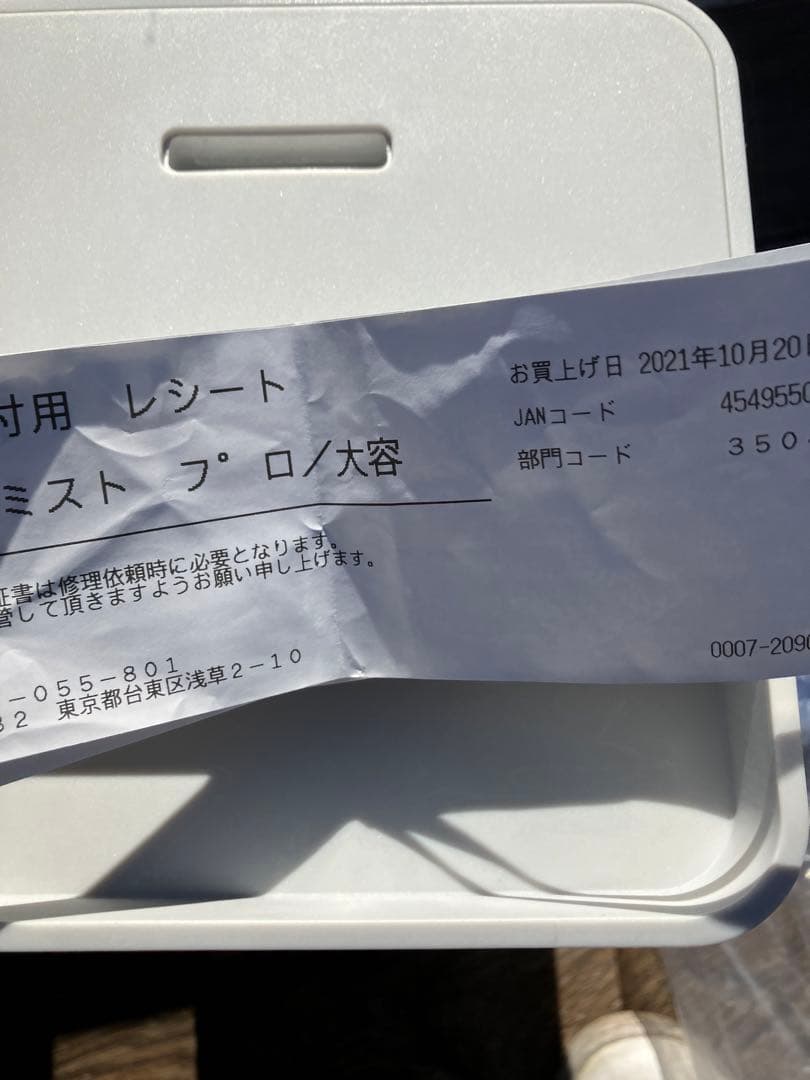 付用 レシート
ミスト プロ/大容
証書は修理依頼時に必要となります。
管して頂きますようお願い申し上げます。
-055-801
32 東京都台東区浅草2-10
お買上げ日 2021年10月20日
JANコード 4549550
部門コード 350
0007-2090